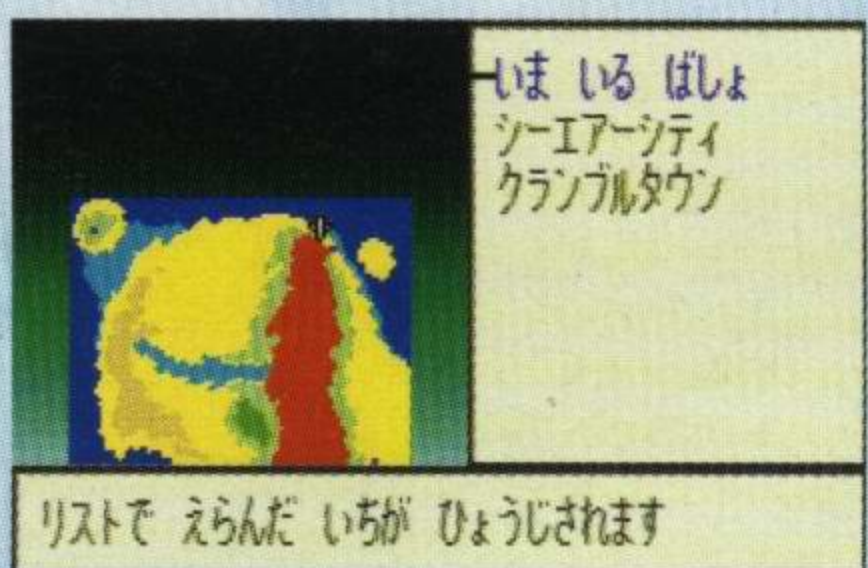 いま いる ばしょ
シーエアーシティ
クランブルタウン
リストで えらんだ いちが ひょうじされます